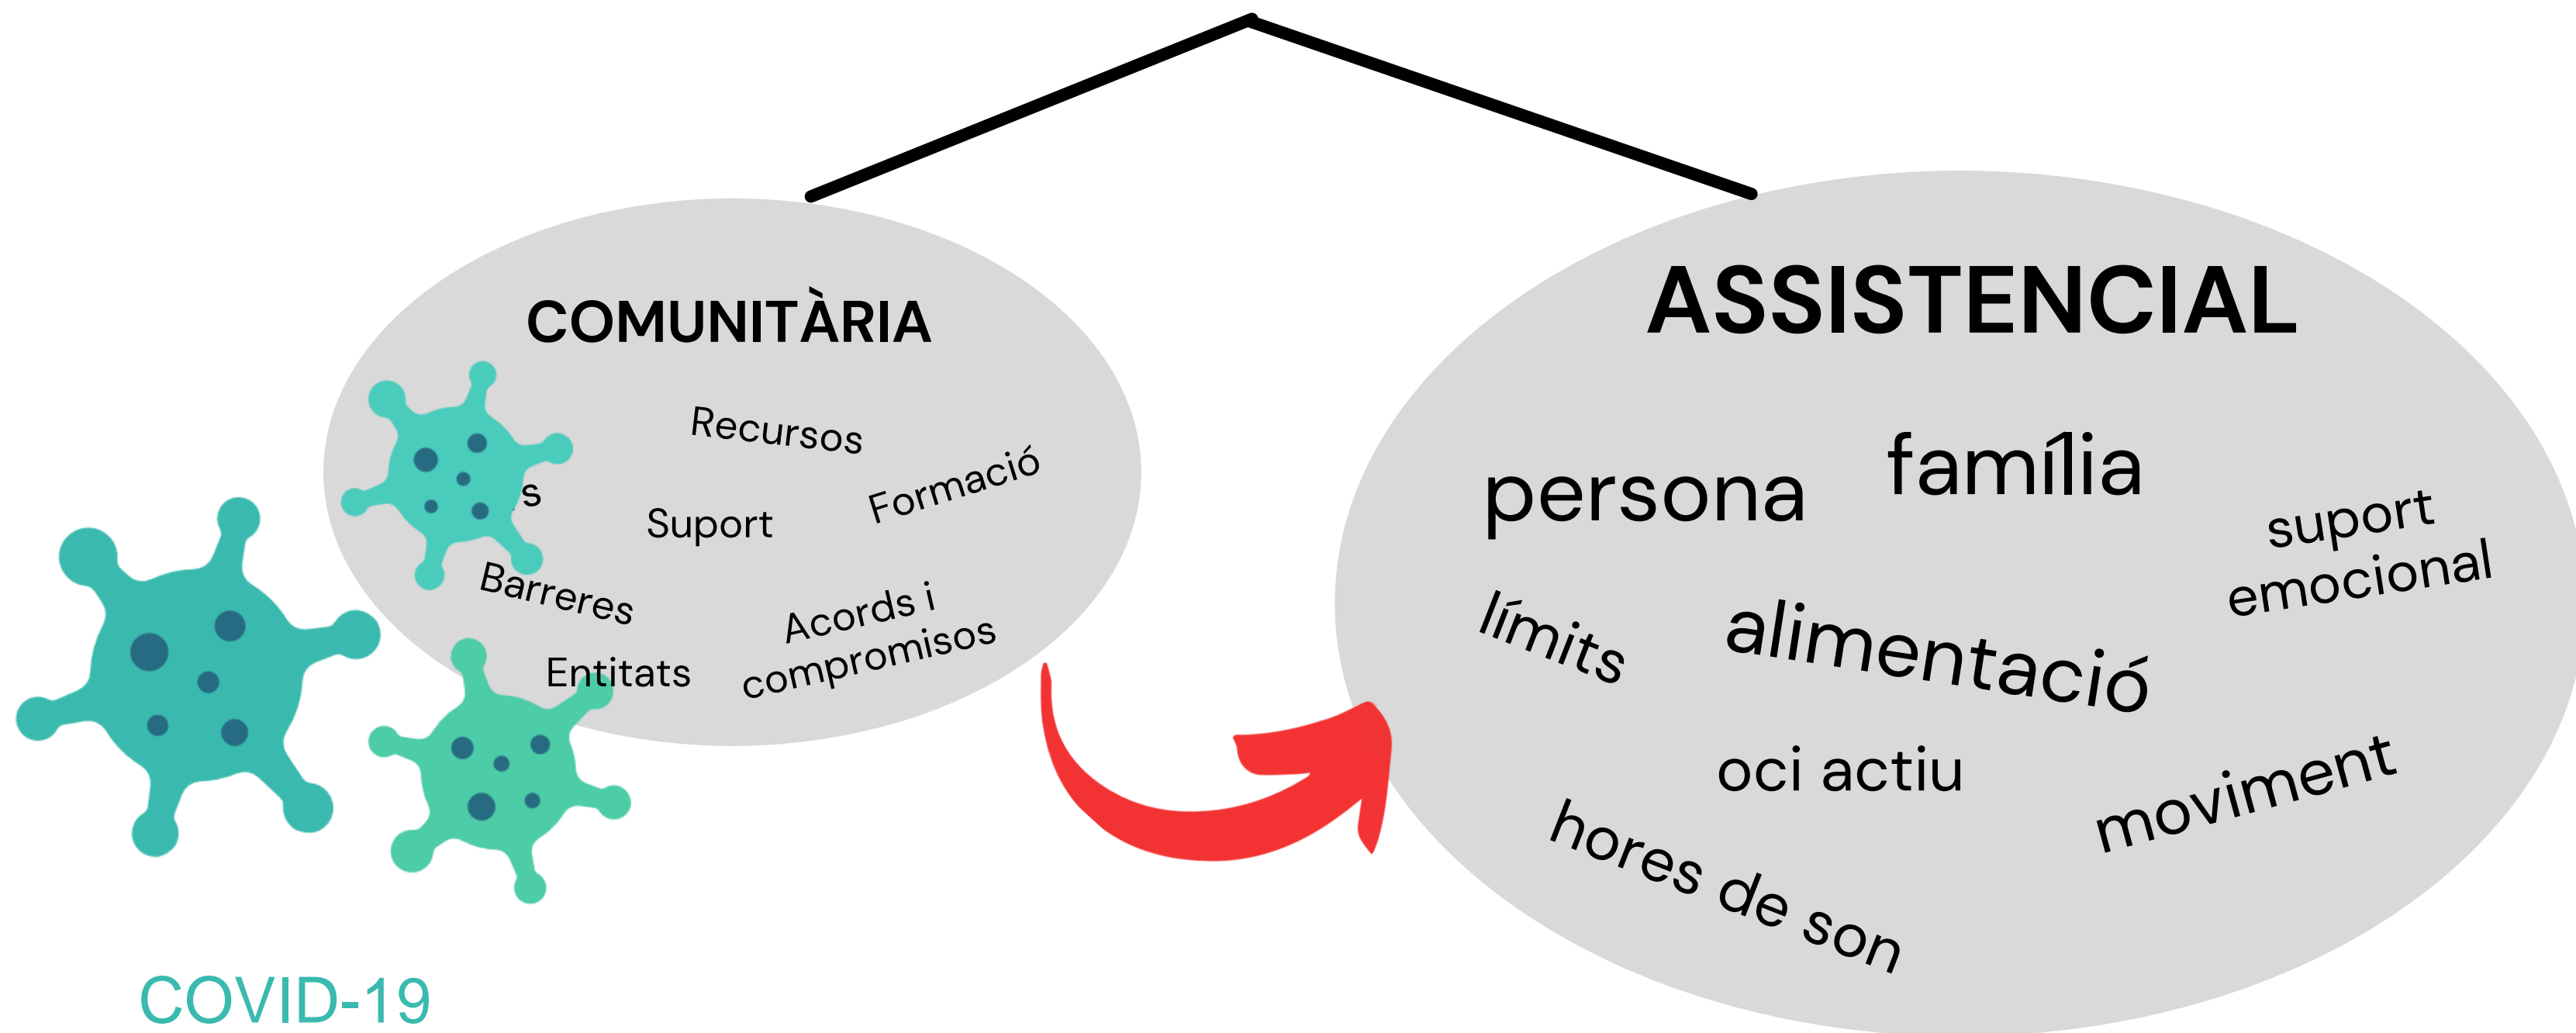 COMUNITÀRIA
Recursos
Formació
s
Suport
Barreres
Acords i
compromisos
Entitats
COVID-19
ASSISTENCIAL
família
persona
suport
emocional
límits
alimentació
oci actiu
moviment
hores de son